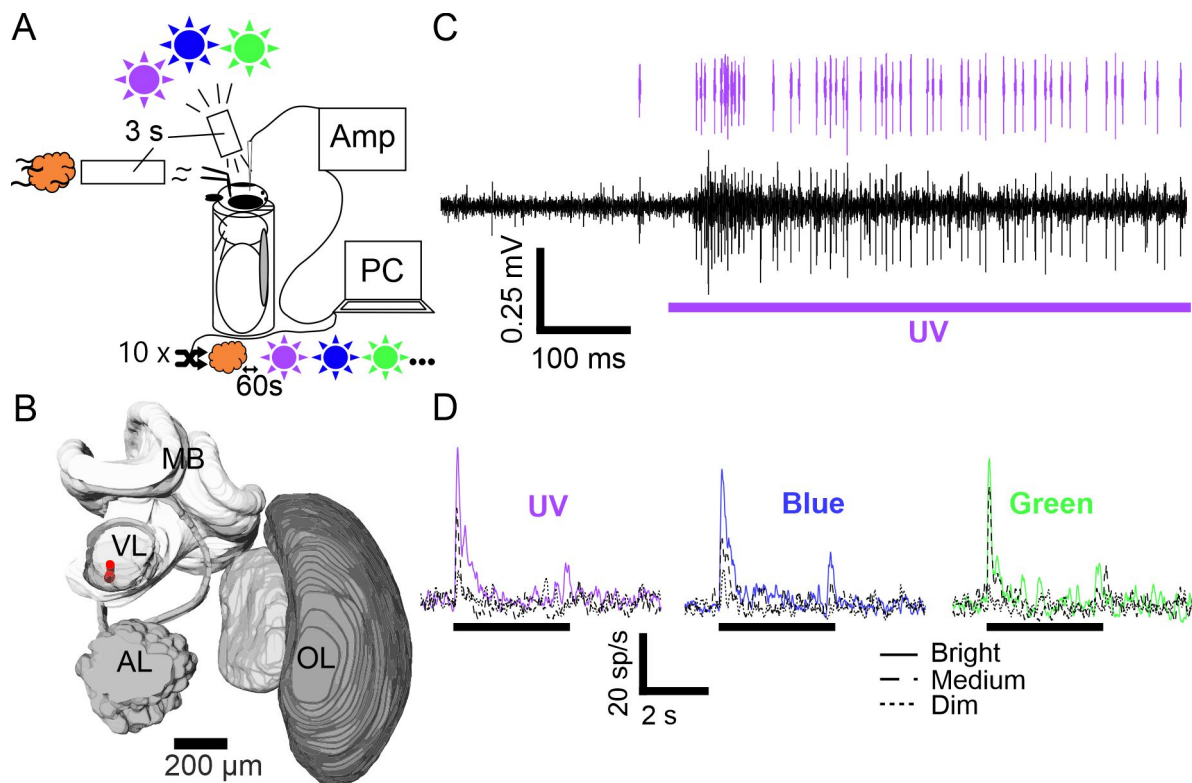 A
3 s
Amp
PC
10 x
60s
B
MB
VL
AL
OL
200 µm
C
0.25 mV
100 ms
UV
D
UV
Blue
Green
20 sp/s
2 s
Bright
Medium
Dim